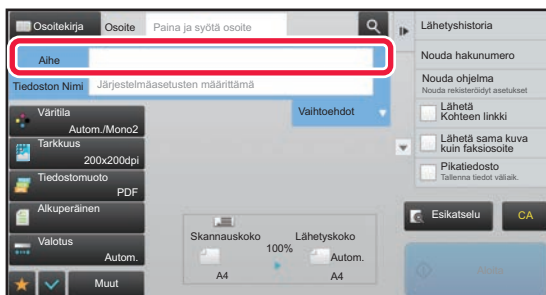 Osoitekirja
Osoite
Paina ja syötä osoite
Aihe
Tiedoston Nimi
Järjestelmäasetusten määrittämä
Vaihtoehdot
Väritila
Autom./Mono2
Tarkkuus
200x200dpi
Tiedostomuoto
PDF
Alkuperäinen
Valotus
Autom.
Muut
Skannauskoko
A4
100%
Lähetyskoko
Autom.
A4
Lähetyshistoria
Nouda hakunumero
Nouda ohjelma
Nouda rekisteröidyt asetukset
Lähetä
Kohteen linkki
Lähetä sama kuva
kuin faksiosoite
Pikatiedosto
Tallenna tiedot väliaik.
Esikatselu
CA